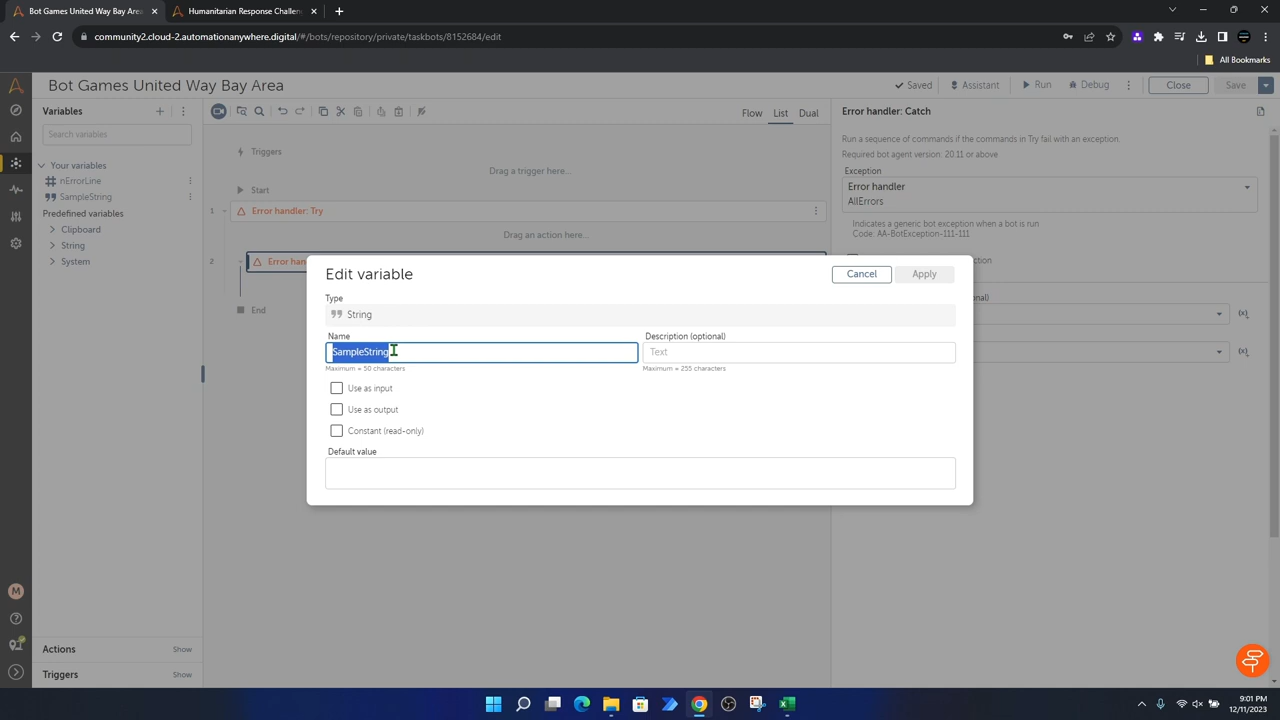 Bot Games United Way Bay Area
Humanitarian Response Challen
community2.cloud-2.automationanywhere.digital/#/bots/repository/private/taskbots/8152684/edit
All Bookmarks
Bot Games United Way Bay Area
Saved
Assistant
Run
Debug
Close
Save
Variables
Flow
List
Dual
Error handler: Catch
Search variables
Run a sequence of commands if the commands in Try fail with an exception.
Required bot agent version: 20.11 or above
Triggers
Your variables
Drag a trigger here...
Exception
nErrorLine
Start
Error handler
SampleString
AllErrors
Predefined variables
1
Error handler: Try
Clipboard
Drag an action here...
Indicates a generic bot exception when a bot is run
Code: AA-BotException-111-111
String
System
2
Error han
ction
End
nal)
Edit variable
Cancel
Apply
Type
String
Name
Description (optional)
SampleString
Text
Maximum = 50 characters
Maximum = 255 characters
Use as input
Use as output
Constant (read-only)
Default value
M
Actions
Show
Triggers
Show
9:01 PM
12/11/2023